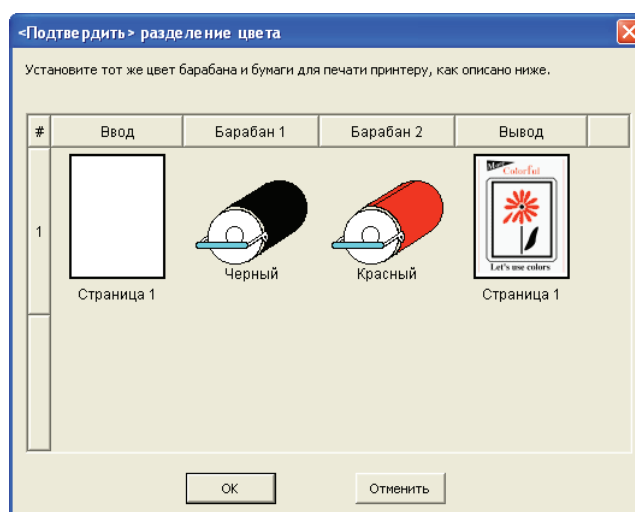 <Подтвердить> разделение цвета
Установите тот же цвет барабана и бумаги для печати принтеру, как описано ниже.
# Ввод Барабан 1 Барабан 2 Вывод
1
Colorful
Let's use colors
Черный Красный
Страница 1 Страница 1
OK Отменить